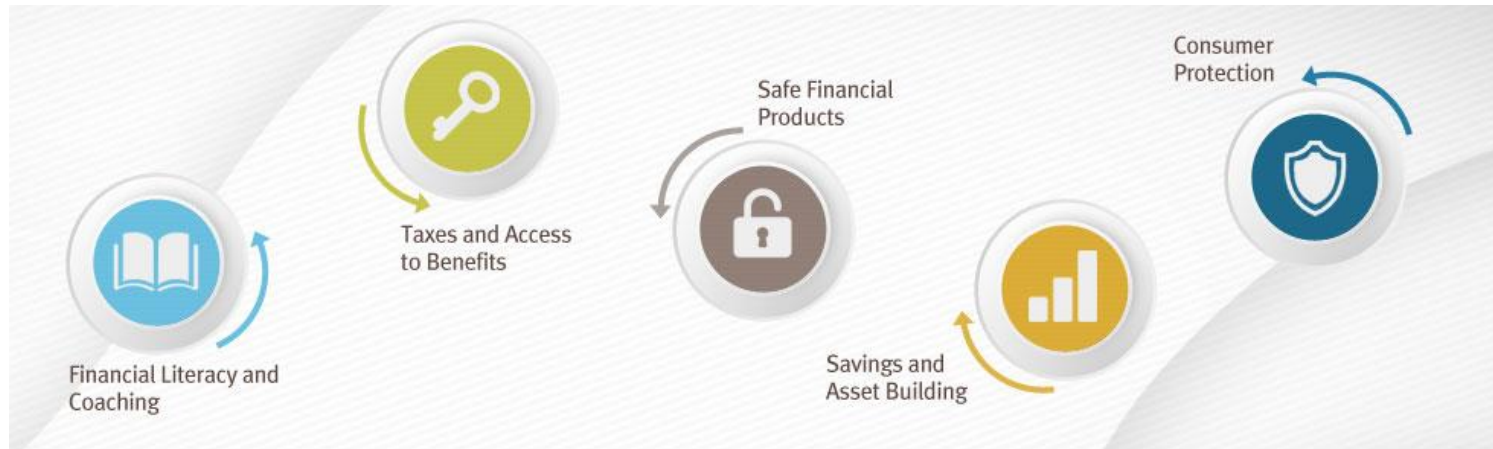 Financial Literacy and
Coaching
Taxes and Access
to Benefits
Safe Financial
Products
Savings and
Asset Building
Consumer
Protection